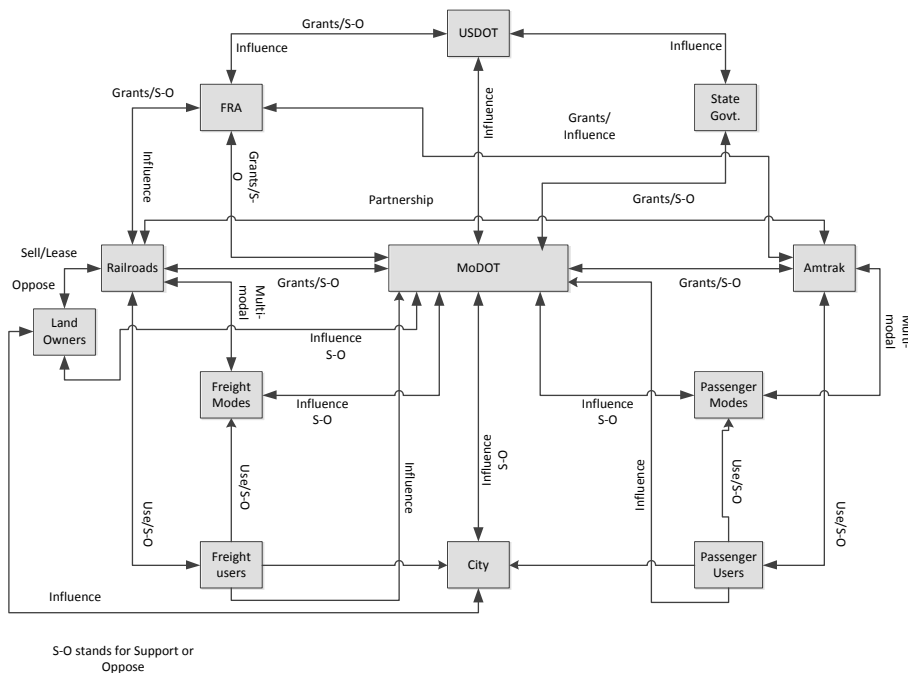 Grants/S-O
USDOT
Influence
Influence
Grants/S-O
FRA
Influence
State
Govt.
Grants/
Influence
Influence
Grants/S-
O
Partnership
Grants/S-O
Sell/Lease
Railroads
MoDOT
Amtrak
Oppose
Grants/S-O
Grants/S-O
Land
Owners
Multi-
modal
Influence
S-O
Multi-
modal
Freight
Modes
Influence
S-O
Influence
S-O
Passenger
Modes
Use/S-O
Use/S-O
Influence
Influence
O-S
Influence
Use/S-O
Use/S-O
Freight
users
City
Passenger
Users
Influence
S-O stands for Support or
Oppose